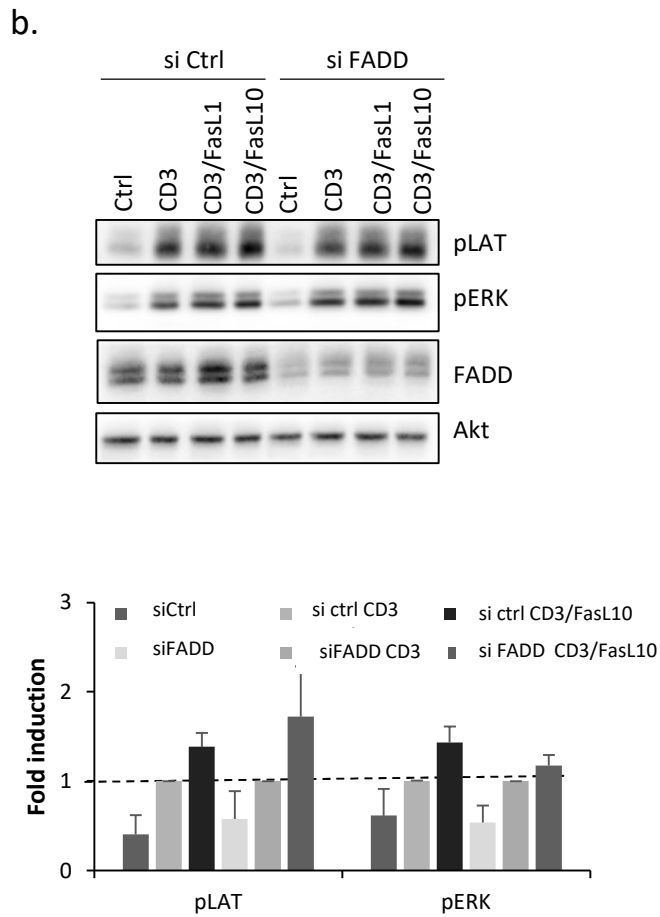 b.
si Ctrl si FADD
Ctrl CD3 CD3/FasL1 CD3/FasL10 Ctrl CD3 CD3/FasL1 CD3/FasL10
pLAT
pERK
FADD
Akt
3
siCtrl si ctrl CD3 si ctrl CD3/FasL10
siFADD siFADD CD3 si FADD CD3/FasL10
2
Fold induction
1
0
pLAT pERK